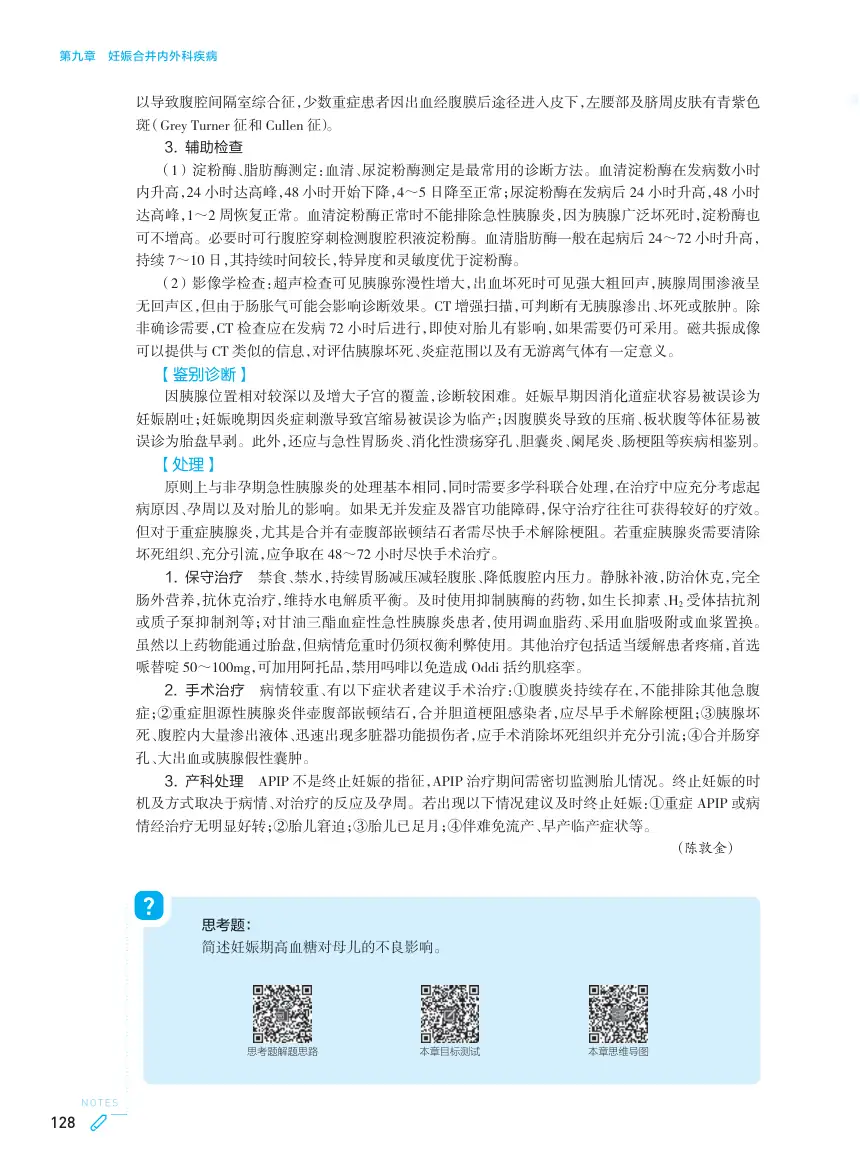 第九章 妊娠合并内外科疾病
以导致腹腔间隔室综合征,少数重症患者因出血经腹膜后途径进入皮下,左腰部及脐周皮肤有青紫色
斑(Grey Turner 征和 Cullen 征)。
3. 辅助检查
(1)淀粉酶、脂肪酶测定:血清、尿淀粉酶测定是最常用的诊断方法。血清淀粉酶在发病数小时
内升高,24 小时达高峰,48 小时开始下降,4～5 日降至正常;尿淀粉酶在发病后 24 小时升高,48 小时
达高峰,1～2 周恢复正常。血清淀粉酶正常时不能排除急性胰腺炎,因为胰腺广泛坏死时,淀粉酶也
可不增高。必要时可行腹腔穿刺检测腹腔积液淀粉酶。血清脂肪酶一般在起病后 24～72 小时升高,
持续 7～10 日,其持续时间较长,特异度和灵敏度优于淀粉酶。
(2)影像学检查:超声检查可见胰腺弥漫性增大,出血坏死时可见强大粗回声,胰腺周围渗液呈
无回声区,但由于肠胀气可能会影响诊断效果。CT 增强扫描,可判断有无胰腺渗出、坏死或脓肿。除
非确诊需要,CT 检查应在发病 72 小时后进行,即使对胎儿有影响,如果需要仍可采用。磁共振成像
可以提供与 CT 类似的信息,对评估胰腺坏死、炎症范围以及有无游离气体有一定意义。
【鉴别诊断】
因胰腺位置相对较深以及增大子宫的覆盖,诊断较困难。妊娠早期因消化道症状容易被误诊为
妊娠剧吐;妊娠晚期因炎症刺激导致宫缩易被误诊为临产;因腹膜炎导致的压痛、板状腹等体征易被
误诊为胎盘早剥。此外,还应与急性胃肠炎、消化性溃疡穿孔、胆囊炎、阑尾炎、肠梗阻等疾病相鉴别。
【处理】
原则上与非孕期急性胰腺炎的处理基本相同,同时需要多学科联合处理,在治疗中应充分考虑起
病原因、孕周以及对胎儿的影响。如果无并发症及器官功能障碍,保守治疗往往可获得较好的疗效。
但对于重症胰腺炎,尤其是合并有壶腹部嵌顿结石者需尽快手术解除梗阻。若重症胰腺炎需要清除
坏死组织、充分引流,应争取在 48～72 小时尽快手术治疗。
1. 保守治疗 禁食、禁水,持续胃肠减压减轻腹胀、降低腹腔内压力。静脉补液,防治休克,完全
肠外营养,抗休克治疗,维持水电解质平衡。及时使用抑制胰酶的药物,如生长抑素、H₂ 受体拮抗剂
或质子泵抑制剂等;对甘油三酯血症性急性胰腺炎患者,使用调血脂药、采用血脂吸附或血浆置换。
虽然以上药物能通过胎盘,但病情危重时仍须权衡利弊使用。其他治疗包括适当缓解患者疼痛,首选
哌替啶 50～100mg,可加用阿托品,禁用吗啡以免造成 Oddi 括约肌痉挛。
2. 手术治疗 病情较重、有以下症状者建议手术治疗:①腹膜炎持续存在,不能排除其他急腹
症;②重症胆源性胰腺炎伴壶腹部嵌顿结石,合并胆道梗阻感染者,应尽早手术解除梗阻;③胰腺坏
死、腹腔内大量渗出液体、迅速出现多脏器功能损伤者,应手术消除坏死组织并充分引流;④合并肠穿
孔、大出血或胰腺假性囊肿。
3. 产科处理 APIP 不是终止妊娠的指征,APIP 治疗期间需密切监测胎儿情况。终止妊娠的时
机及方式取决于病情、对治疗的反应及孕周。若出现以下情况建议及时终止妊娠:①重症 APIP 或病
情经治疗无明显好转;②胎儿窘迫;③胎儿已足月;④伴难免流产、早产临产症状等。
(陈敦金)
?
思考题:
简述妊娠期高血糖对母儿的不良影响。
思考题解题思路 本章目标测试 本章思维导图
NOTES
128